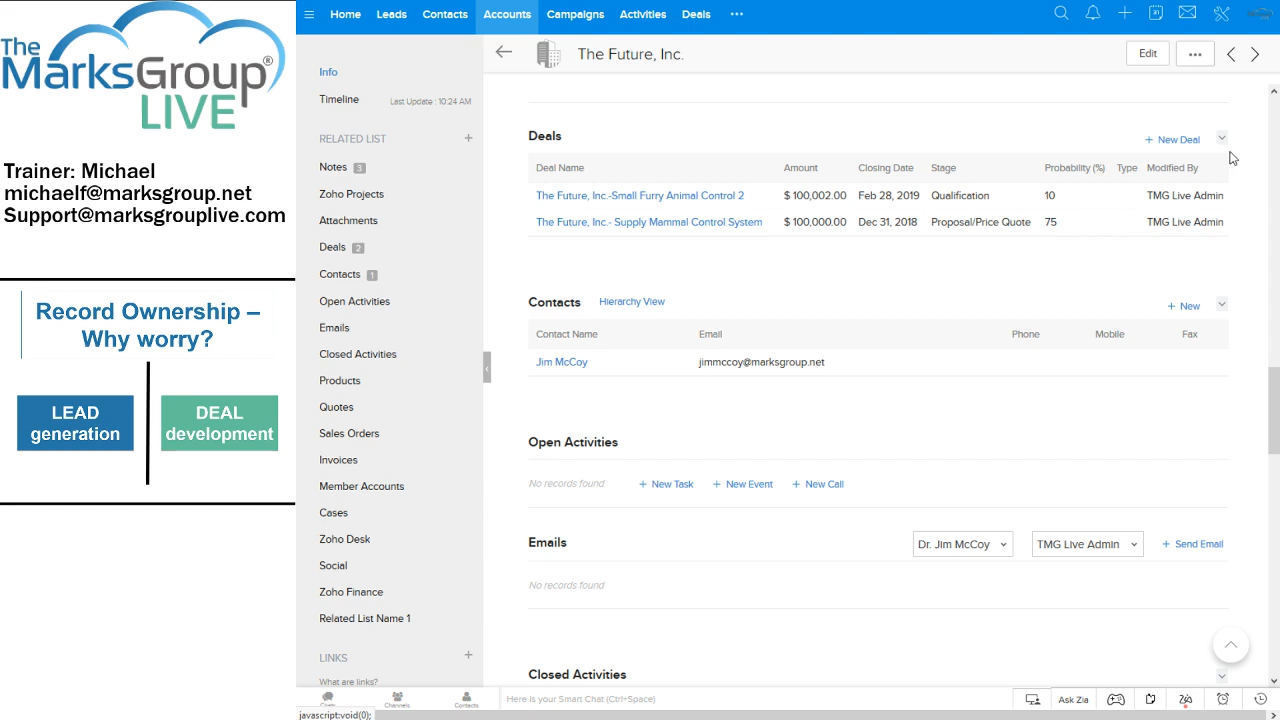 The
MarksGroup®
LIVE
Trainer: Michael
michaelf@marksgroup.net
Support@marksgrouplive.com
Record Ownership –
Why worry?
LEAD
generation
DEAL
development
Home Leads Contacts Accounts Campaigns Activities Deals •••
The Future, Inc.
Edit •••
Info
Timeline Last Update : 10:24 AM
RELATED LIST +
Notes 3
Zoho Projects
Attachments
Deals 2
Contacts 1
Open Activities
Emails
Closed Activities
Products
Quotes
Sales Orders
Invoices
Member Accounts
Cases
Zoho Desk
Social
Zoho Finance
Related List Name 1
LINKS +
What are links?
Deals + New Deal
Deal Name Amount Closing Date Stage Probability (%) Type Modified By
The Future, Inc.-Small Furry Animal Control 2 $ 100,002.00 Feb 28, 2019 Qualification 10 TMG Live Admin
The Future, Inc.- Supply Mammal Control System $ 100,000.00 Dec 31, 2018 Proposal/Price Quote 75 TMG Live Admin
Contacts Hierarchy View + New
Contact Name Email Phone Mobile Fax
Jim McCoy jimmccoy@marksgroup.net
Open Activities
No records found + New Task + New Event + New Call
Emails Dr. Jim McCoy TMG Live Admin + Send Email
No records found
Closed Activities
Channels Contacts Here is your Smart Chat (Ctrl+Space) Ask Zia
javascript:void(0);